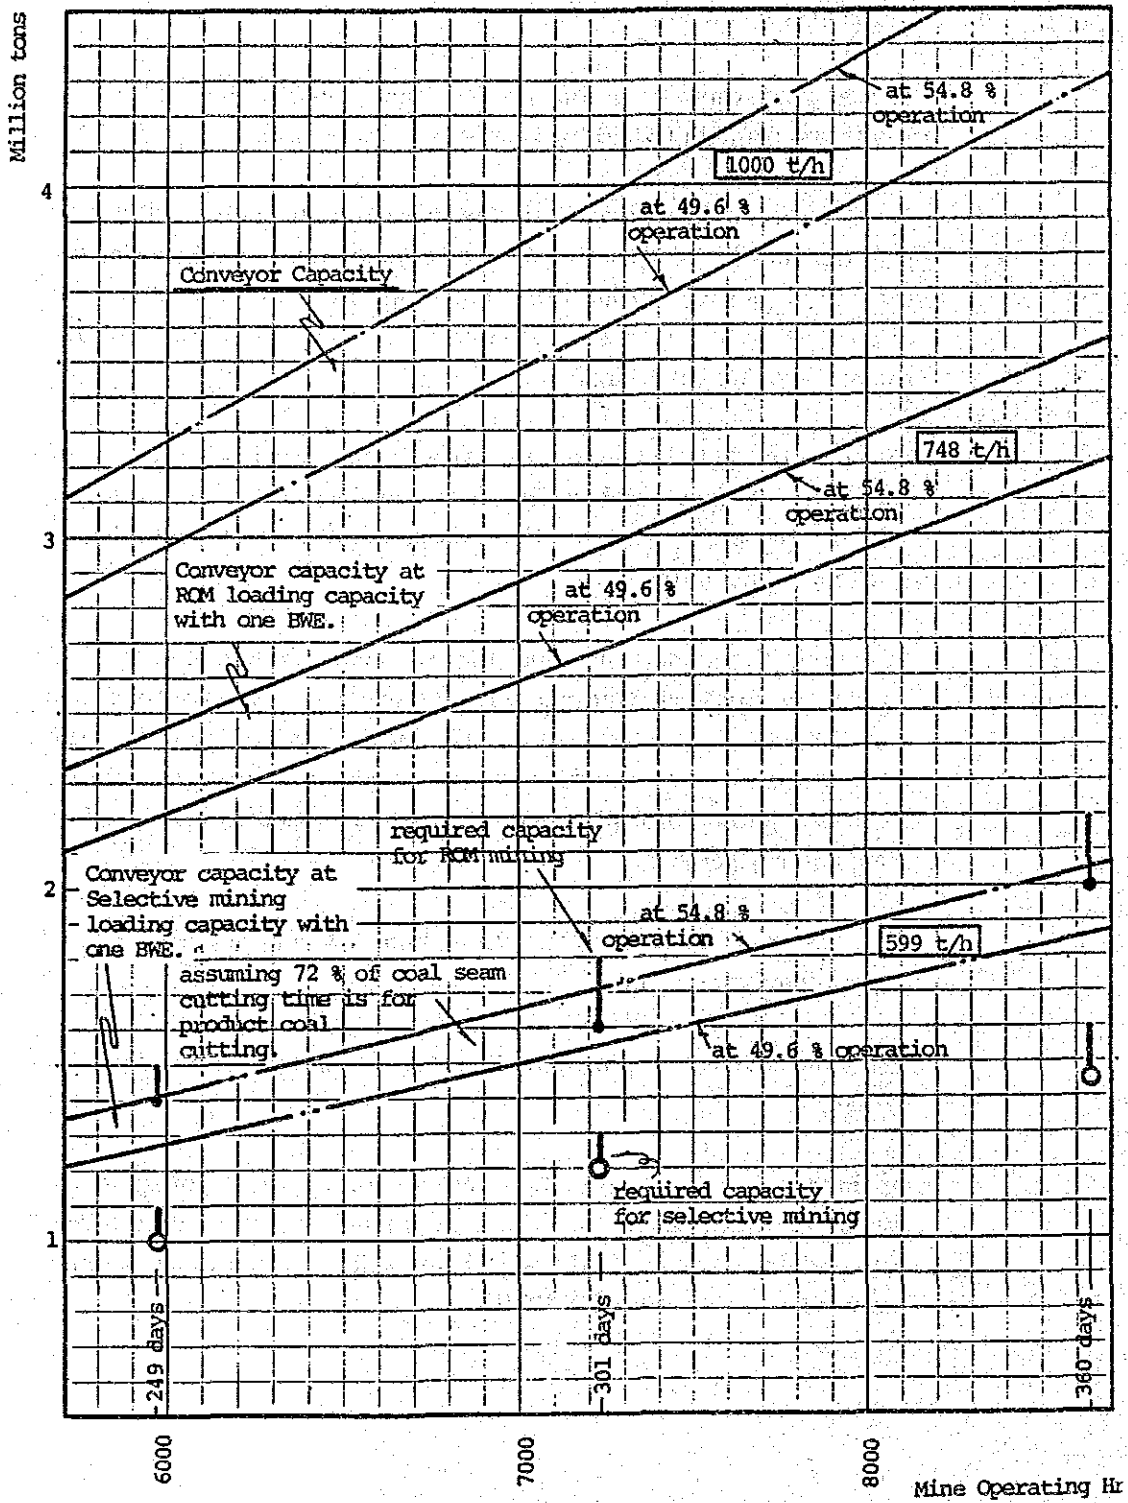 Million tons
at 54.8 %
operation
1000 t/h
4
at 49.6 %
operation
Conveyor Capacity
748 t/h
at 54.8 %
operation
3
Conveyor capacity at
ROM loading capacity
with one BWE.
at 49.6 %
operation
required capacity
for ROM mining
Conveyor capacity at
Selective mining
loading capacity with
one BWE.
2
at 54.8 %
operation
599 t/h
assuming 72 % of coal seam
cutting time is for
product coal
cutting.
at 49.6 % operation
required capacity
for selective mining
1
249 days
301 days
360 days
6000
7000
8000
Mine Operating Hr